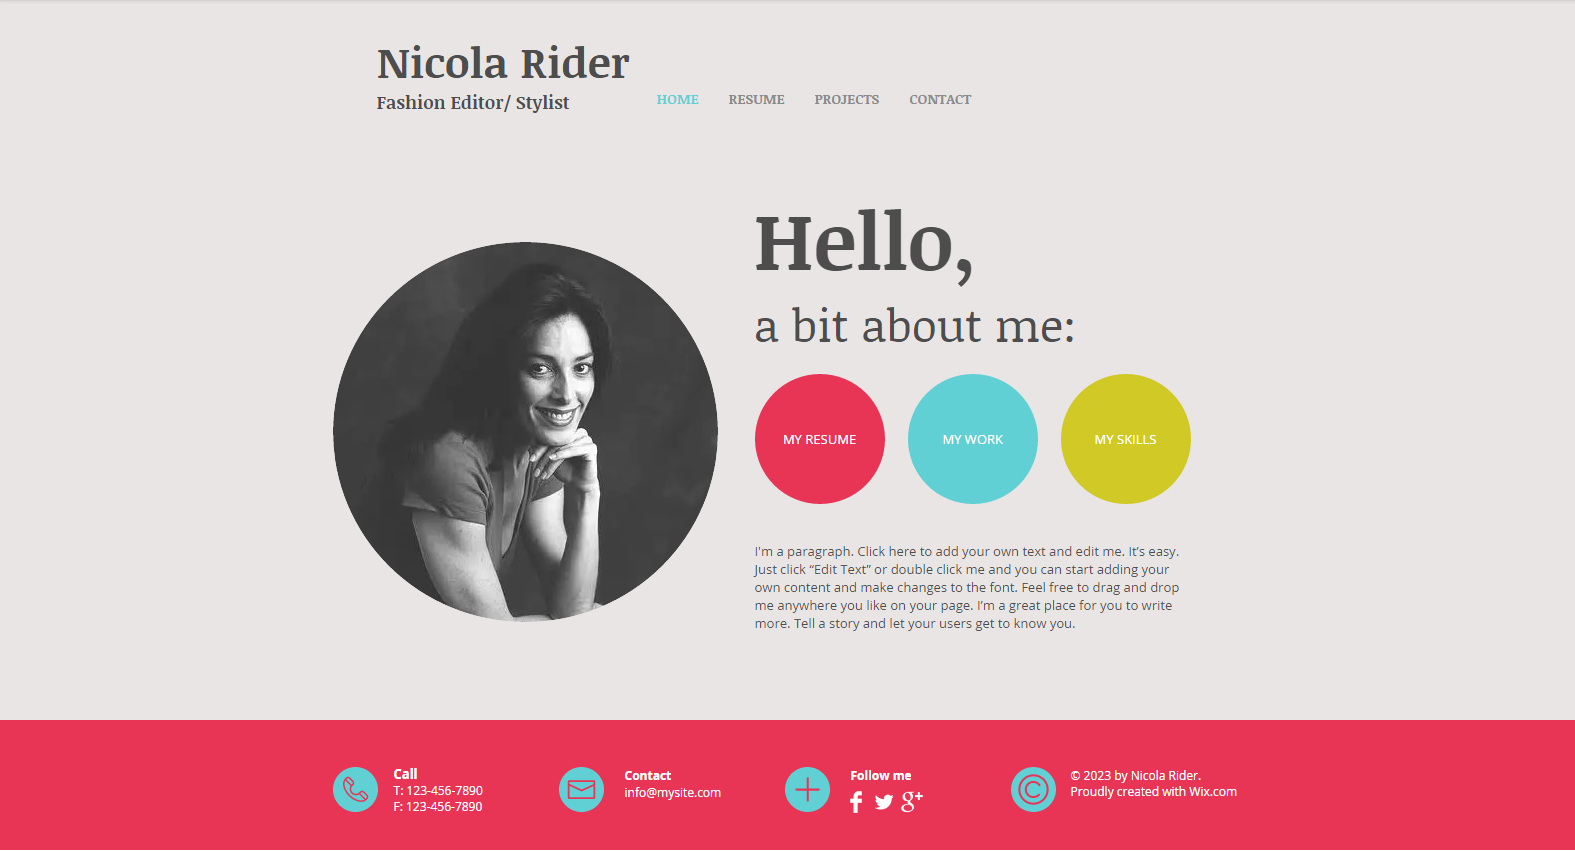 Nicola Rider
Fashion Editor/ Stylist
HOME RESUME PROJECTS CONTACT
Hello,
a bit about me:
MY RESUME MY WORK MY SKILLS
I'm a paragraph. Click here to add your own text and edit me. It’s easy.
Just click “Edit Text” or double click me and you can start adding your
own content and make changes to the font. Feel free to drag and drop
me anywhere you like on your page. I’m a great place for you to write
more. Tell a story and let your users get to know you.
Call
T: 123-456-7890
F: 123-456-7890
Contact
info@mysite.com
Follow me
© 2023 by Nicola Rider.
Proudly created with Wix.com